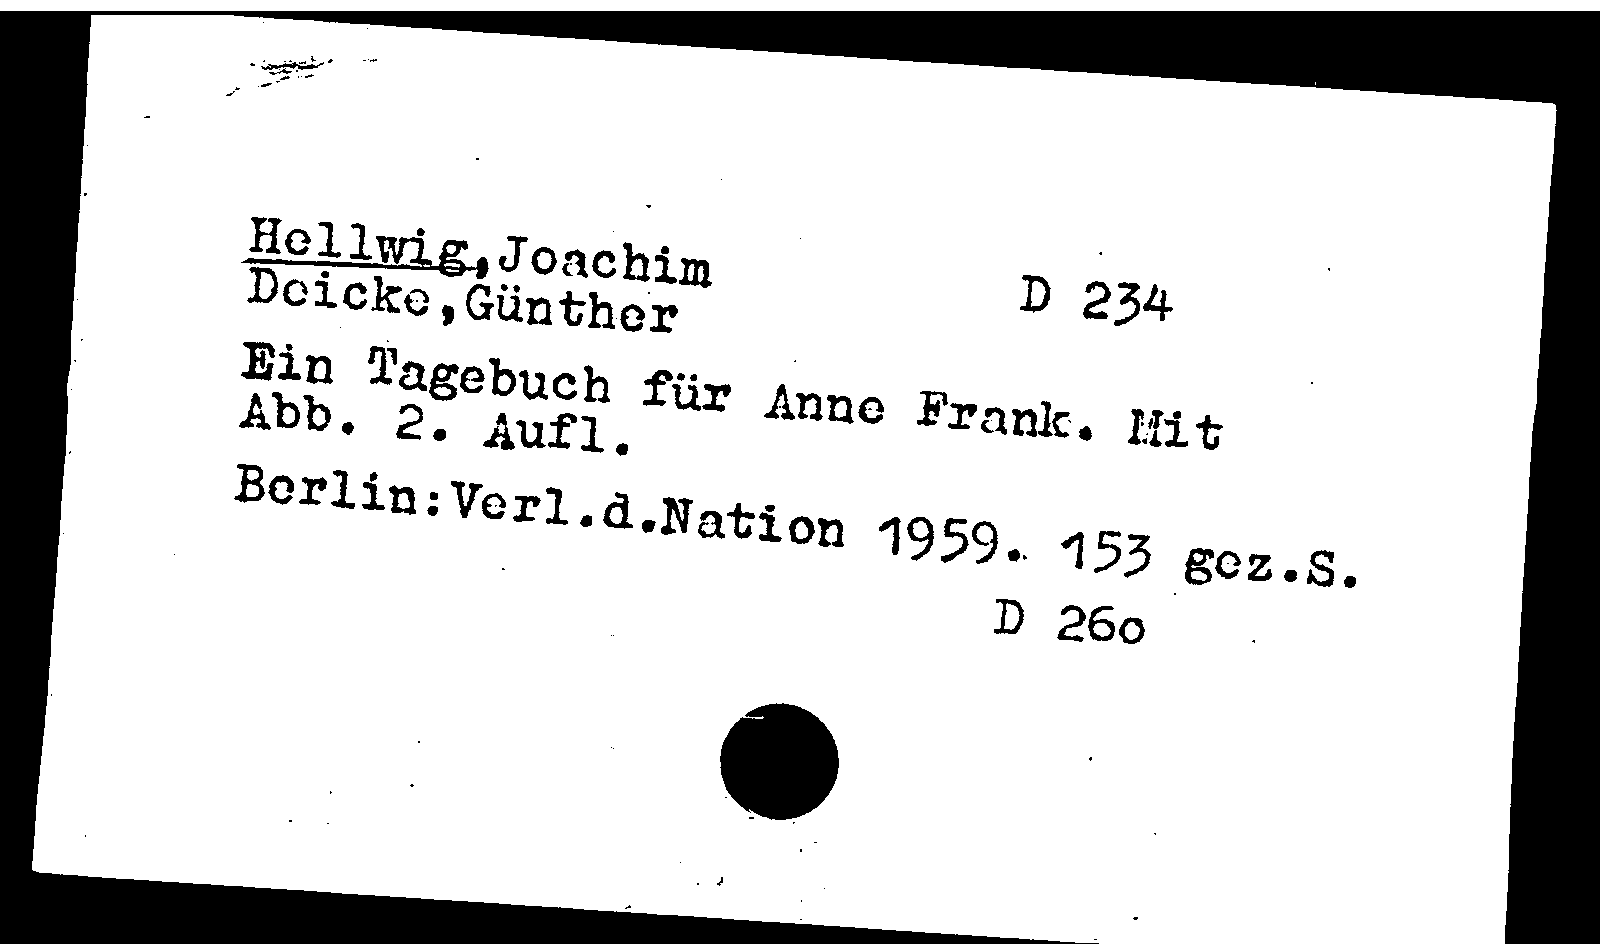 Hellwig,Joachim
D 234
Deicke,Günther
Ein Tagebuch für Anne Frank. Mit
Abb. 2. Aufl.
Berlin:Verl.d.Nation 1959. 153 gez.S.
D 26o